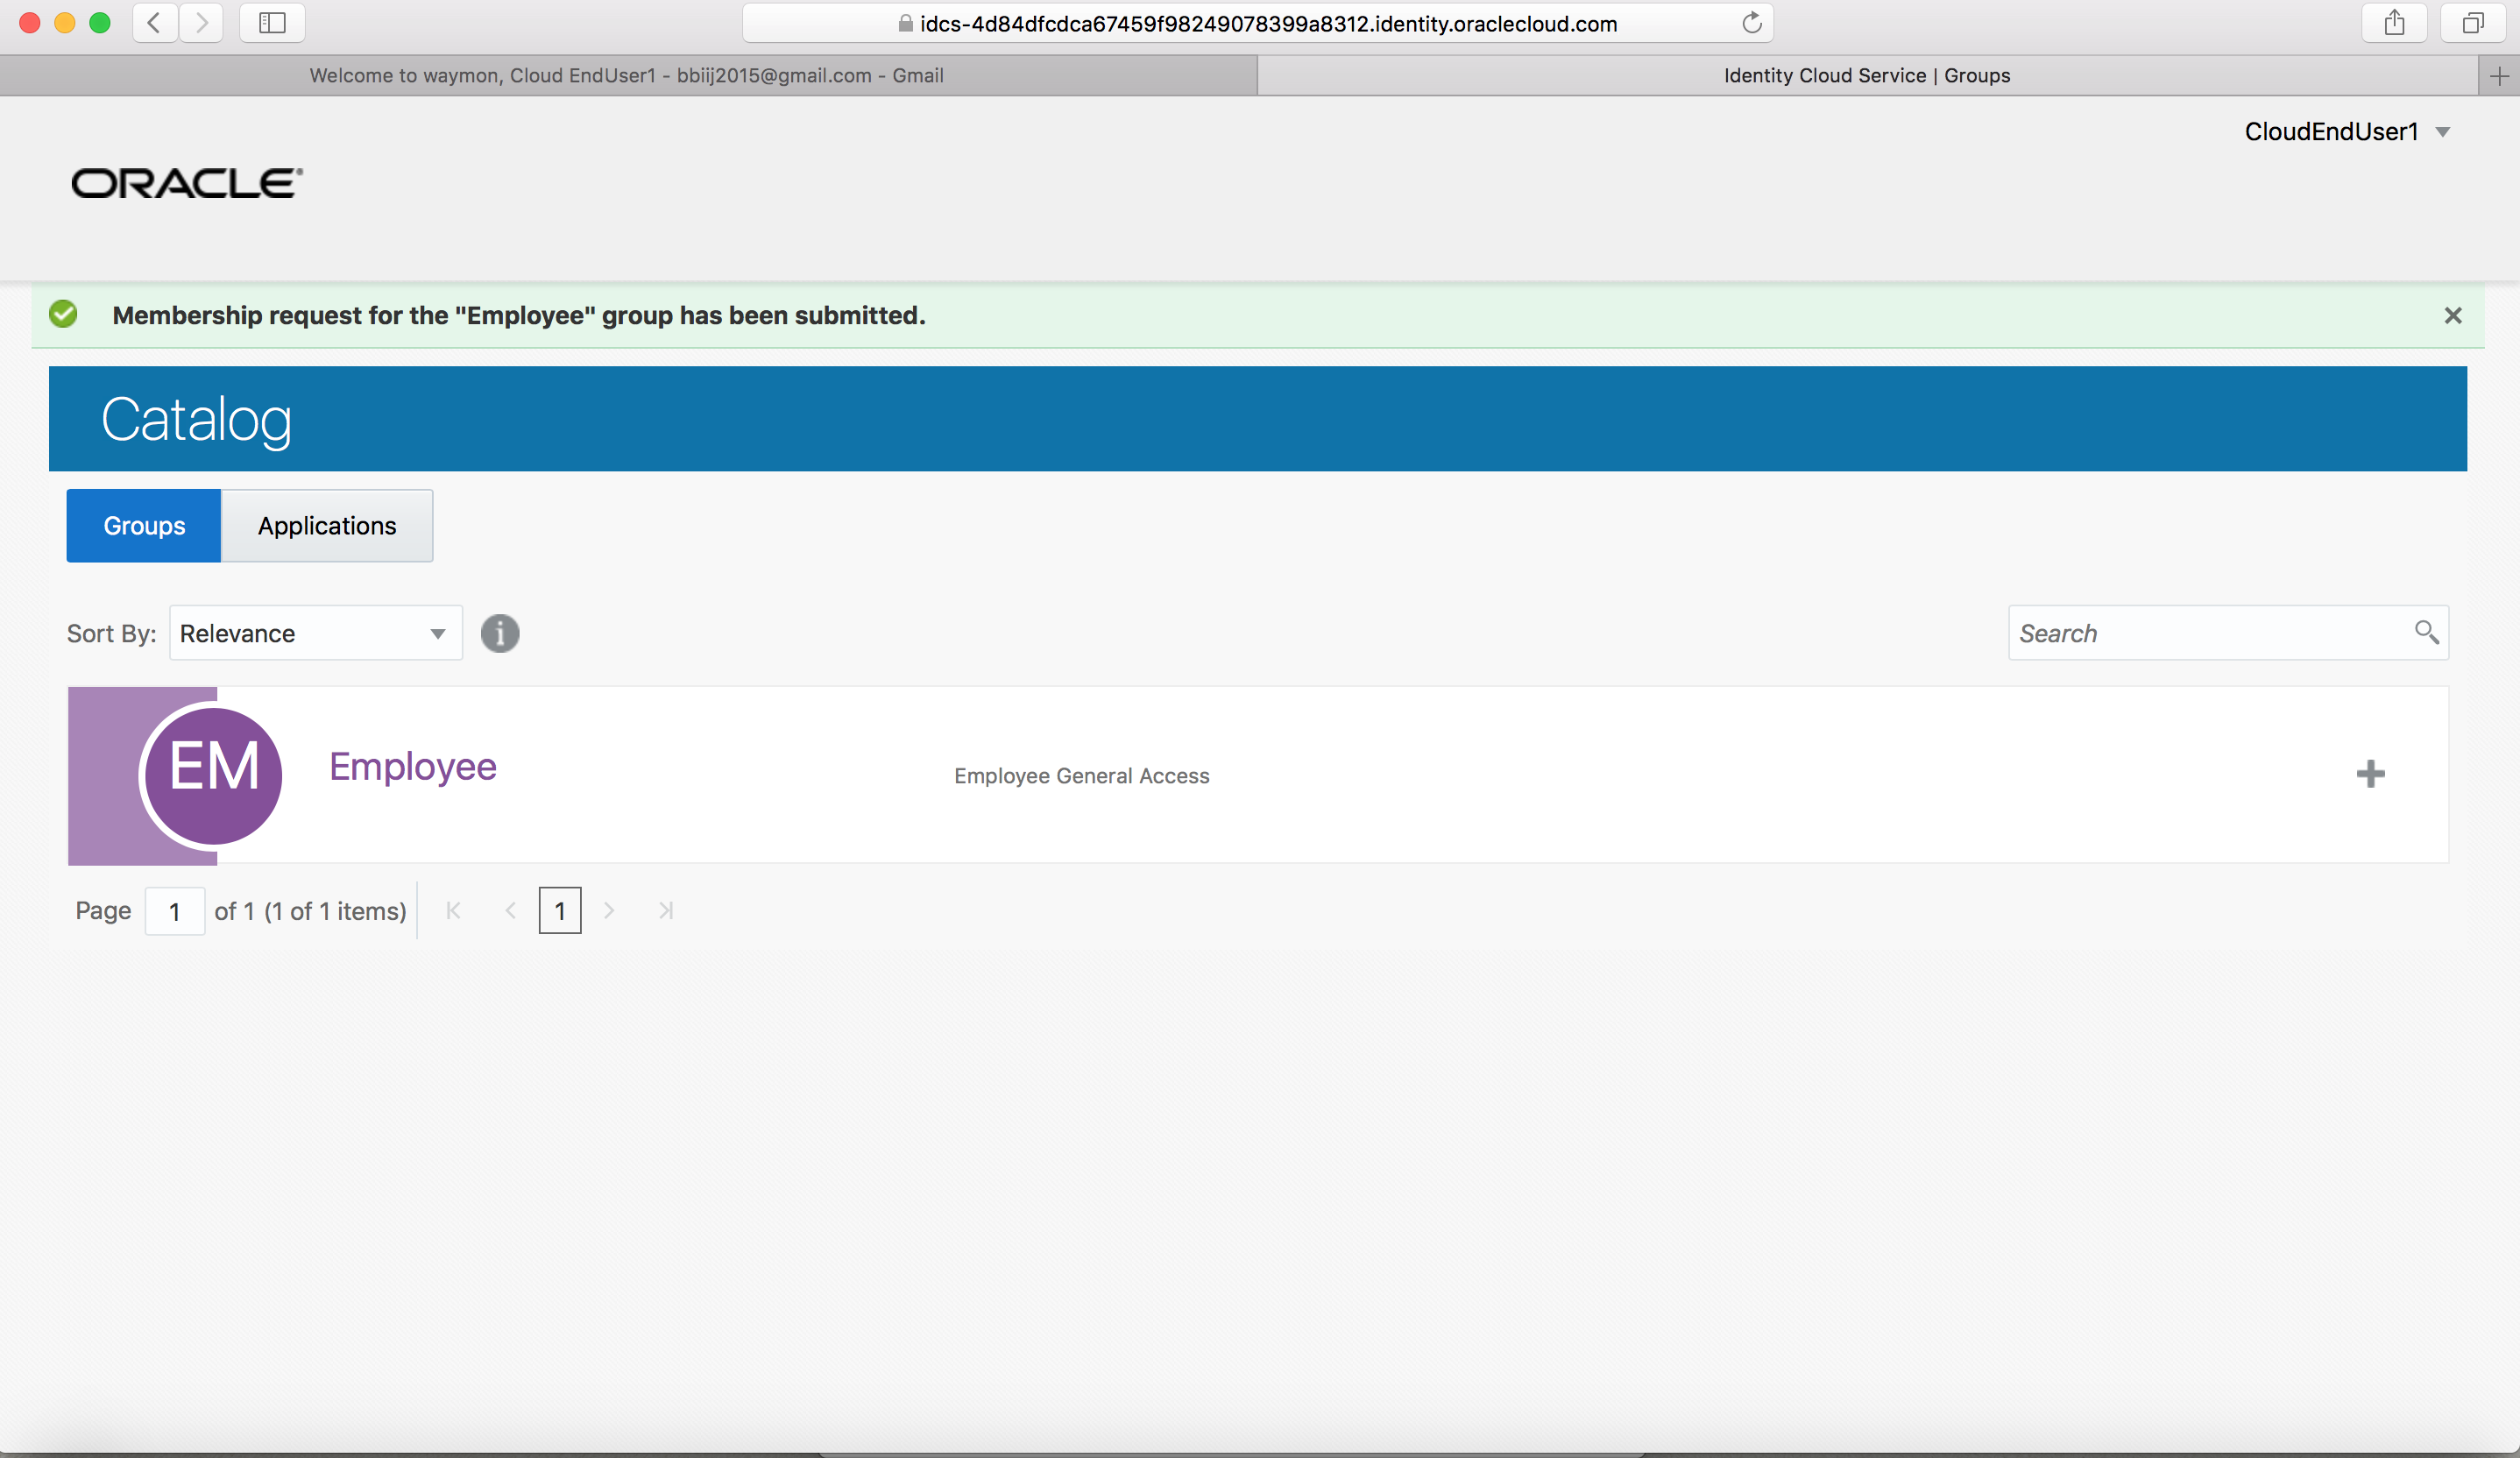 idcs-4d84dfcdca67459f98249078399a8312.identity.oraclecloud.com
Welcome to waymon, Cloud EndUser1 - bbiij2015@gmail.com - Gmail
Identity Cloud Service | Groups
CloudEndUser1
ORACLE®
Membership request for the "Employee" group has been submitted.
Catalog
Groups
Applications
Sort By: Relevance
Search
EM
Employee
Employee General Access
Page 1 of 1 (1 of 1 items) 1